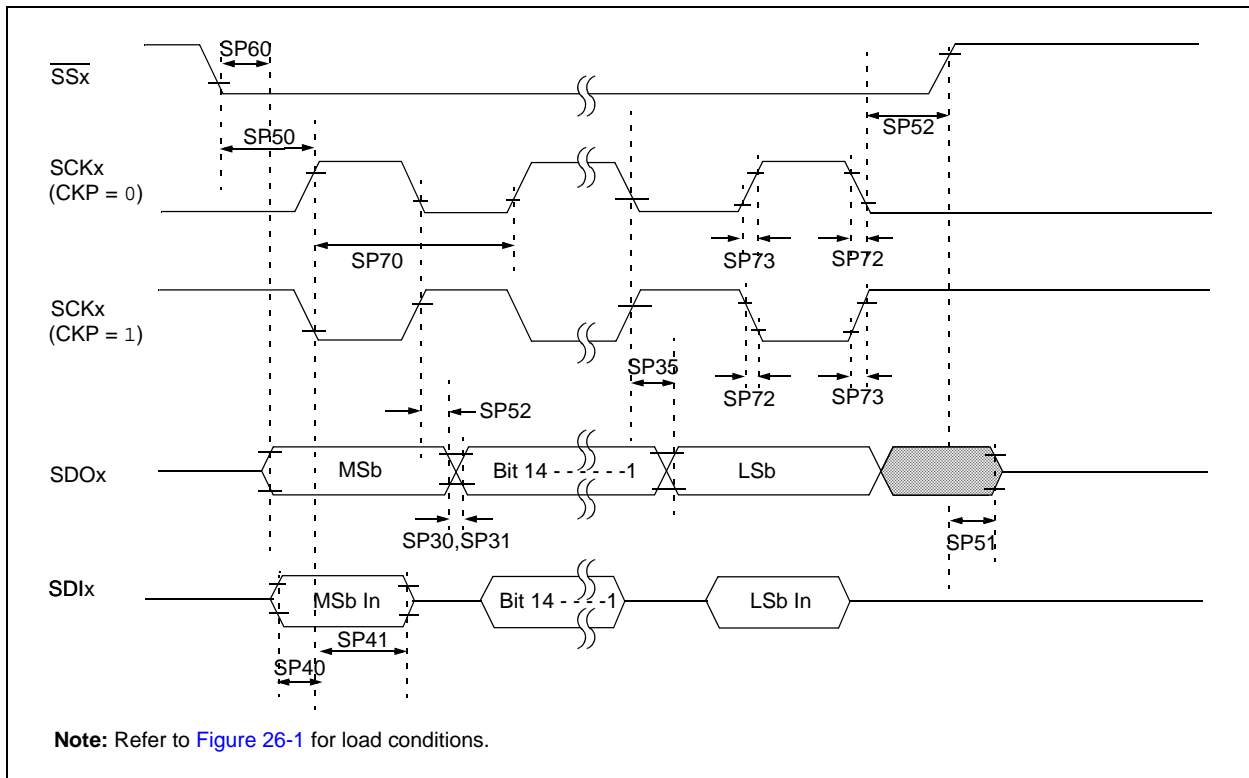 SP60
SSx
SP50
SP52
SCKx
(CKP = 0)
SP70
SP73
SP72
SCKx
(CKP = 1)
SP35
SP72
SP73
SP52
SDOx
MSb
Bit 14 - - - - - -1
LSb
SP30,SP31
SP51
SDIx
MSb In
Bit 14 - - - -1
LSb In
SP41
SP40
Note: Refer to Figure 26-1 for load conditions.